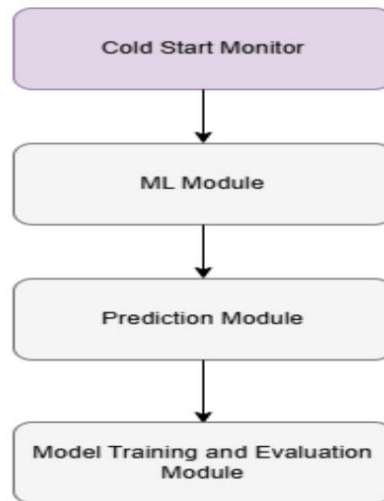 Cold Start Monitor
ML Module
Prediction Module
Model Training and Evaluation
Module